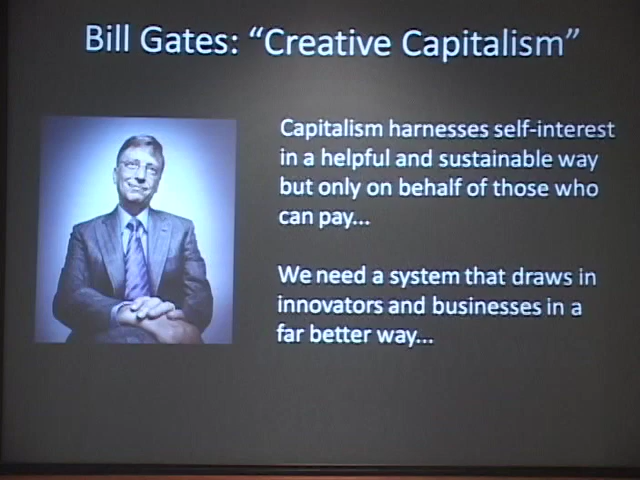 Bill Gates: “Creative Capitalism”
Capitalism harnesses self-interest
in a helpful and sustainable way
but only on behalf of those who
can pay...
We need a system that draws in
innovators and businesses in a
far better way...